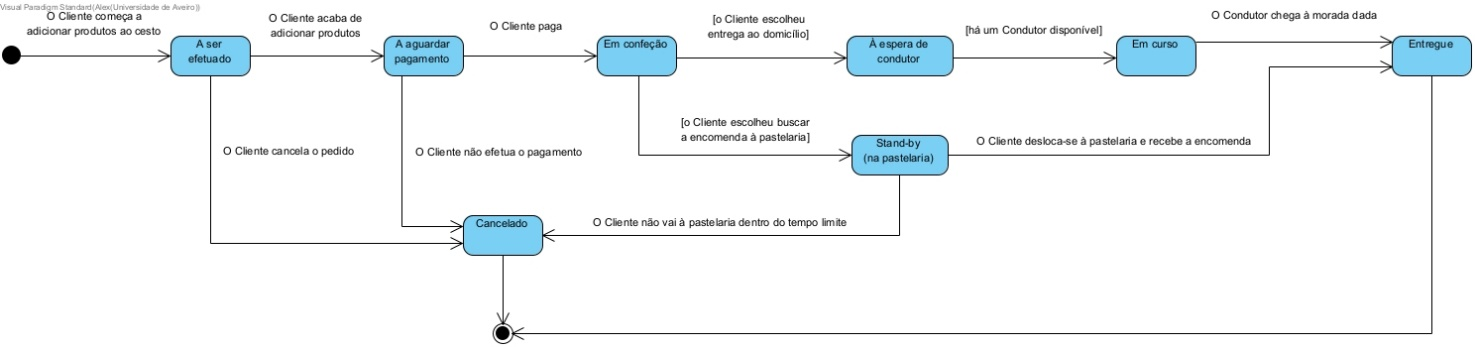 Visual Paradigm Standard(Alex(Universidade de Aveiro))
O Cliente começa a
adicionar produtos ao cesto
A ser
efetuado
O Cliente acaba de
adicionar produtos
A aguardar
pagamento
O Cliente paga
Em confeção
[o Cliente escolheu
entrega ao domicílio]
À espera de
condutor
[há um Condutor disponível]
Em curso
O Condutor chega à morada dada
Entregue
O Cliente cancela o pedido
O Cliente não efetua o pagamento
[o Cliente escolheu buscar
a encomenda à pastelaria]
Stand-by
(na pastelaria)
O Cliente desloca-se à pastelaria e recebe a encomenda
Cancelado
O Cliente não vai à pastelaria dentro do tempo limite